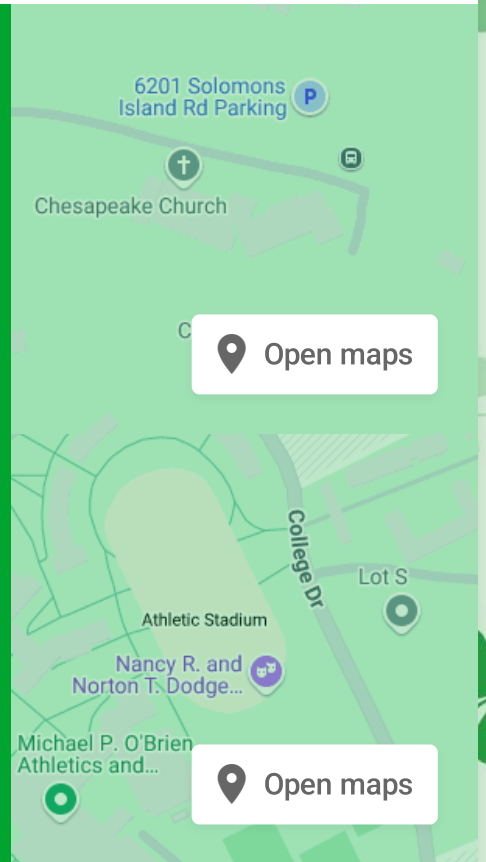 6201 Solomons
Island Rd Parking
P
Chesapeake Church
C
Open maps
College Dr
Lot S
Athletic Stadium
Nancy R. and
Norton T. Dodge...
Michael P. O'Brien
Athletics and...
Open maps